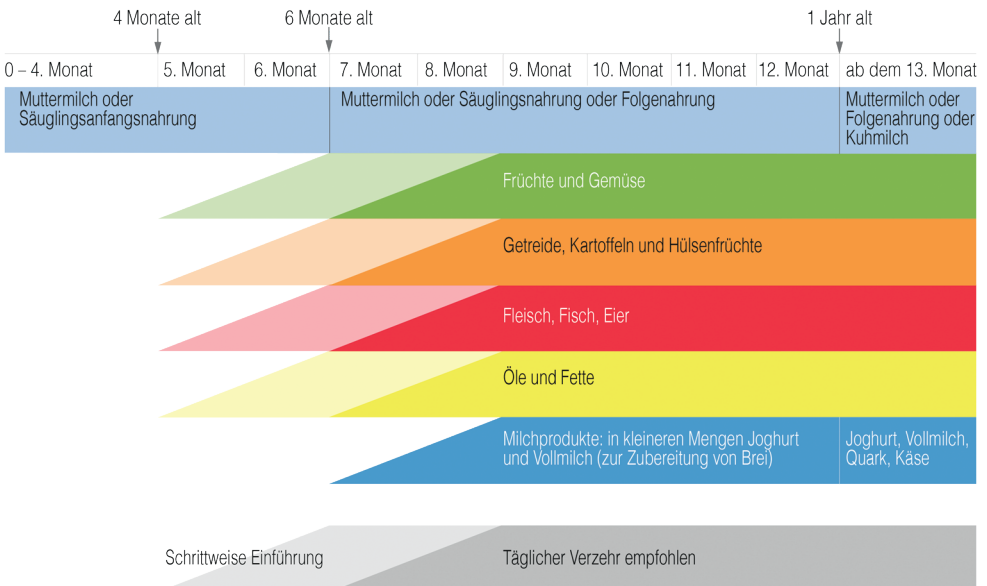 4 Monate alt
6 Monate alt
1 Jahr alt
0 – 4. Monat
5. Monat
6. Monat
7. Monat
8. Monat
9. Monat
10. Monat
11. Monat
12. Monat
ab dem 13. Monat
Muttermilch oder
Säuglingsanfangsnahrung
Muttermilch oder Säuglingsnahrung oder Folgenahrung
Muttermilch oder
Folgenahrung oder
Kuhmilch
Früchte und Gemüse
Getreide, Kartoffeln und Hülsenfrüchte
Fleisch, Fisch, Eier
Öle und Fette
Milchprodukte: in kleineren Mengen Joghurt
und Vollmilch (zur Zubereitung von Brei)
Joghurt, Vollmilch,
Quark, Käse
Schrittweise Einführung
Täglicher Verzehr empfohlen